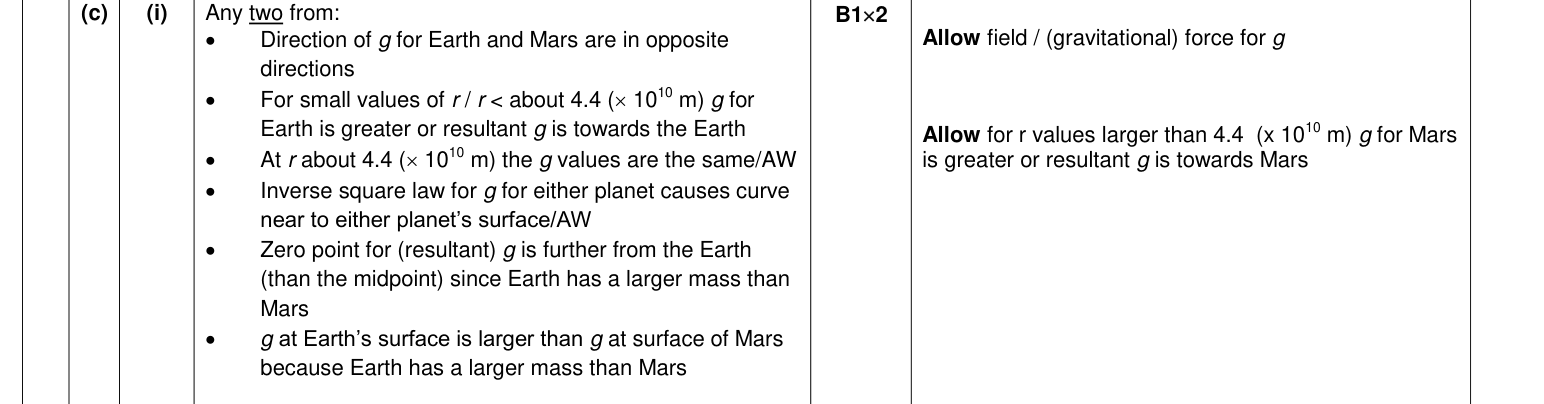 (c) (i) Any two from: B1×2
• Direction of g for Earth and Mars are in opposite
directions
Allow field / (gravitational) force for g
• For small values of r / r < about 4.4 (× 10¹⁰ m) g for
Earth is greater or resultant g is towards the Earth
Allow for r values larger than 4.4 (x 10¹⁰ m) g for Mars
is greater or resultant g is towards Mars
• At r about 4.4 (× 10¹⁰ m) the g values are the same/AW
• Inverse square law for g for either planet causes curve
near to either planet’s surface/AW
• Zero point for (resultant) g is further from the Earth
(than the midpoint) since Earth has a larger mass than
Mars
• g at Earth’s surface is larger than g at surface of Mars
because Earth has a larger mass than Mars